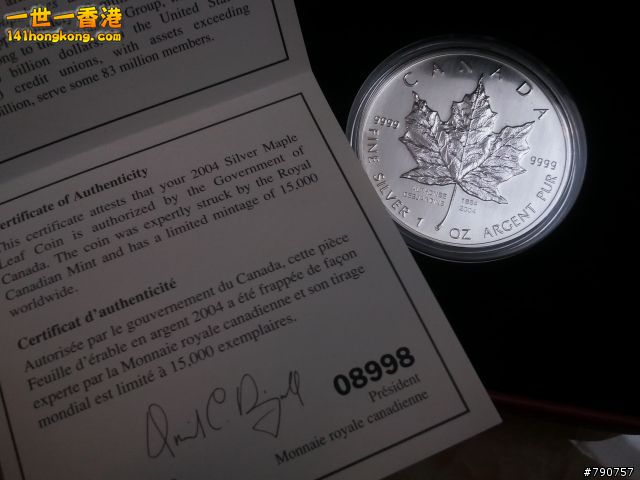 一世一香港
141hongkong.com
Group,
the United
billion dollars States
credit unions, with assets exceeding
billion, serve some 83 million members.
Certificate of Authenticity
This certificate attests that your 2004 Silver Maple
Leaf Coin is authorized by the Government of
Canada. The coin was expertly struck by the Royal
Canadian Mint and has a limited mintage of 15,000
worldwide.
Certificat d'authenticité
Autorisée par le gouvernement du Canada, cette pièce
Feuille d'érable en argent 2004 a été frappée de façon
experte par la Monnaie royale canadienne et son tirage
mondial est limité à 15,000 exemplaires.
08998
Président
Monnaie royale canadienne
CANADA
9999
9999
DESJARDINS
1854
2004
FINE SILVER 1 OZ ARGENT PUR
#790757